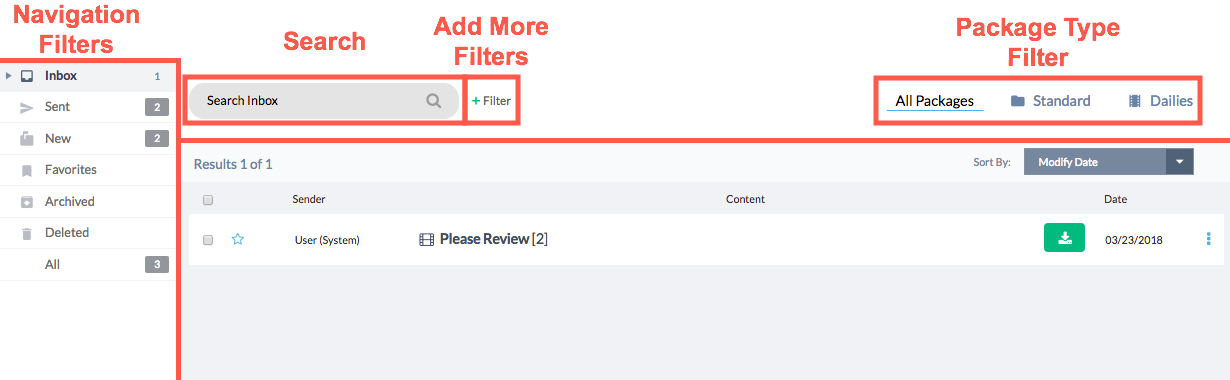 Navigation
Filters
Search
Add More
Filters
Package Type
Filter
Inbox 1
Sent 2
New 2
Favorites
Archived
Deleted
All 3
Search Inbox
+ Filter
All Packages Standard Dailies
Results 1 of 1
Sort By: Modify Date
Sender Content Date
User (System) Please Review [2] 03/23/2018